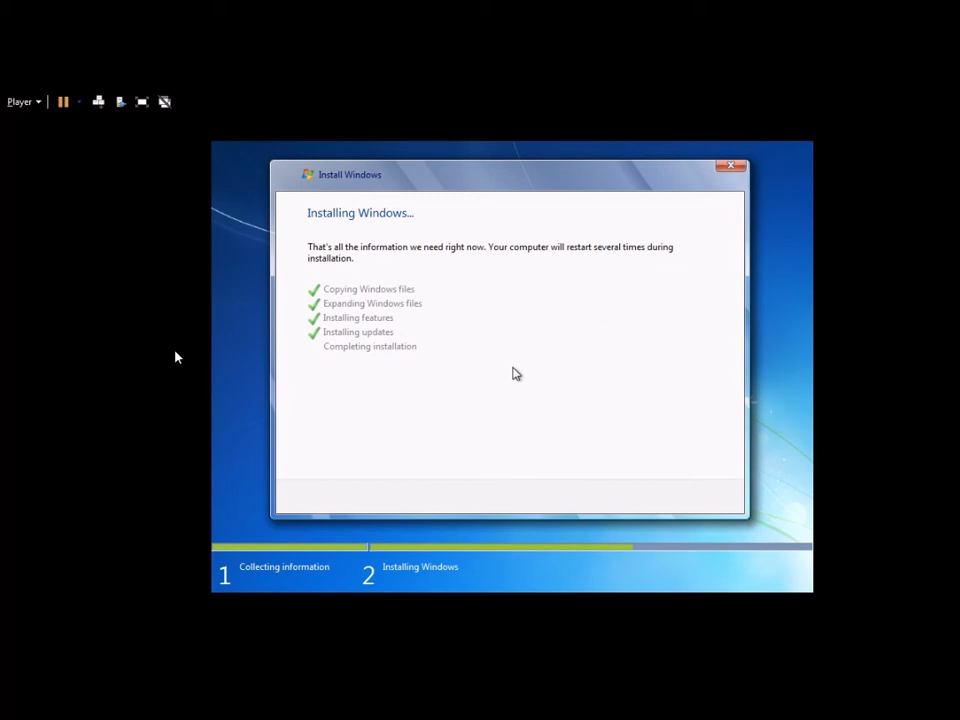 Player
Install Windows
Installing Windows...
That's all the information we need right now. Your computer will restart several times during
installation.
Copying Windows files
Expanding Windows files
Installing features
Installing updates
Completing installation
1 Collecting information
2 Installing Windows